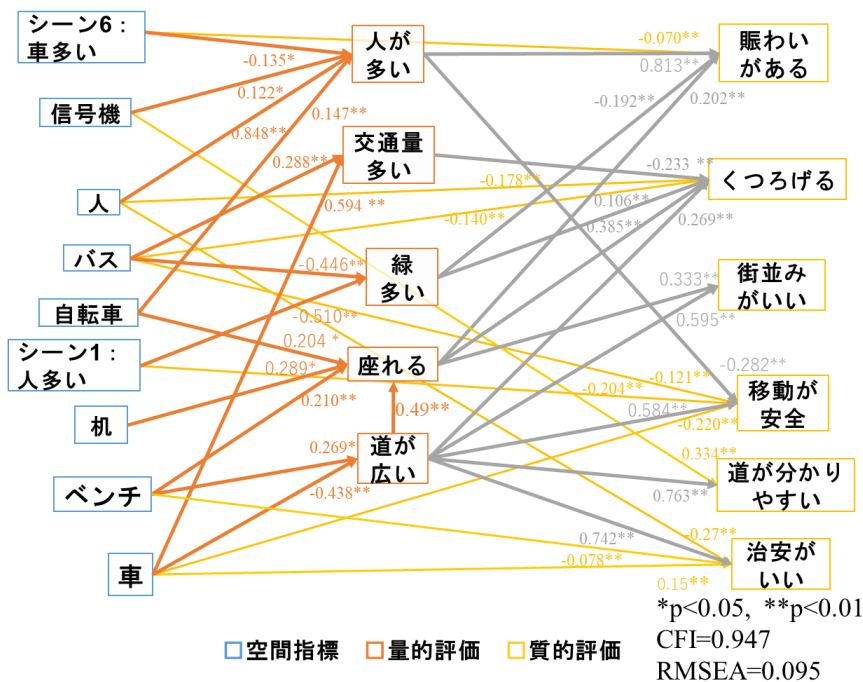 シーン6：
車多い
信号機
人
バス
自転車
シーン1：
人多い
机
ベンチ
車
人が
多い
交通量
多い
緑
多い
座れる
道が
広い
賑わい
がある
くつろげる
街並み
がいい
移動が
安全
道が分かり
やすい
治安が
いい
-0.135*
0.122*
0.147**
0.848**
0.288**
0.594 **
-0.446**
-0.510**
0.204 *
0.289*
0.210**
0.49**
0.269*
-0.438**
-0.070**
0.813**
-0.192**
0.202**
-0.233 **
-0.178**
-0.140**
0.106**
0.385**
0.269**
0.333**
0.595**
-0.282**
-0.121**
-0.204**
0.584**
-0.220**
0.334**
0.763**
-0.27**
0.742**
-0.078**
0.15**
*p<0.05, **p<0.01
CFI=0.947
RMSEA=0.095
空間指標 量的評価 質的評価